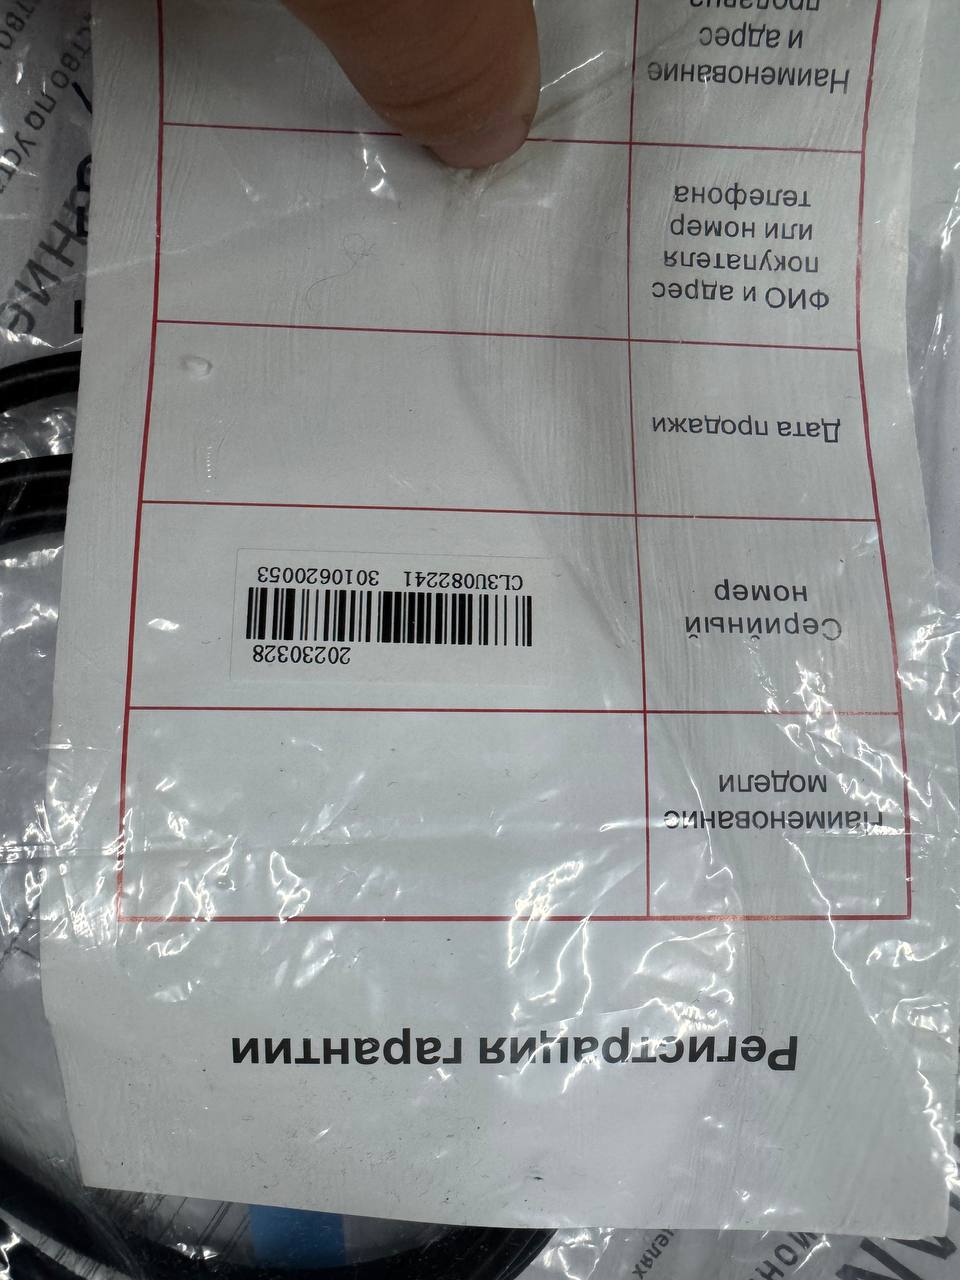 Регистрация гарантии
Наименование
модели
Серийный
номер
20230328
CL3U082241 3010620053
Дата продажи
ФИО и адрес
покупателя
или номер
телефона
Наименование
и адрес
продавца